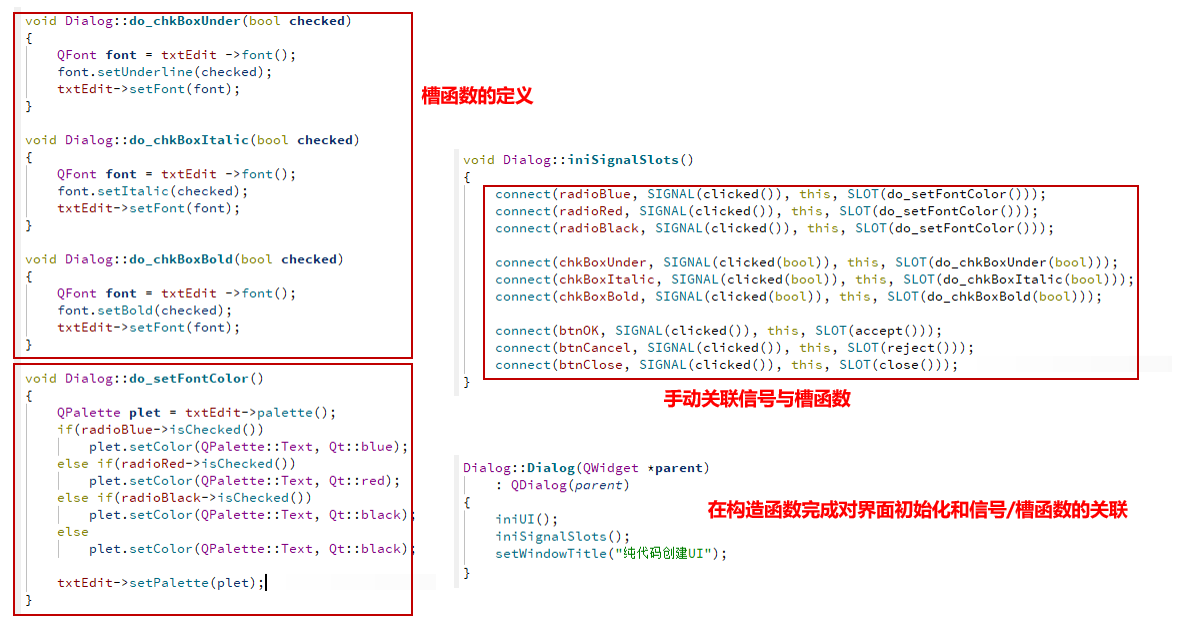 void Dialog::do_chkBoxUnder(bool checked)
{
    QFont font = txtEdit ->font();
    font.setUnderline(checked);
    txtEdit->setFont(font);
}
void Dialog::do_chkBoxItalic(bool checked)
{
    QFont font = txtEdit ->font();
    font.setItalic(checked);
    txtEdit->setFont(font);
}
void Dialog::do_chkBoxBold(bool checked)
{
    QFont font = txtEdit ->font();
    font.setBold(checked);
    txtEdit->setFont(font);
}
槽函数的定义
void Dialog::do_setFontColor()
{
    QPalette plet = txtEdit->palette();
    if(radioBlue->isChecked())
        plet.setColor(QPalette::Text, Qt::blue);
    else if(radioRed->isChecked())
        plet.setColor(QPalette::Text, Qt::red);
    else if(radioBlack->isChecked())
        plet.setColor(QPalette::Text, Qt::black);
    else
        plet.setColor(QPalette::Text, Qt::black);
    txtEdit->setPalette(plet);
}
void Dialog::iniSignalSlots()
{
    connect(radioBlue, SIGNAL(clicked()), this, SLOT(do_setFontColor()));
    connect(radioRed, SIGNAL(clicked()), this, SLOT(do_setFontColor()));
    connect(radioBlack, SIGNAL(clicked()), this, SLOT(do_setFontColor()));
    connect(chkBoxUnder, SIGNAL(clicked(bool)), this, SLOT(do_chkBoxUnder(bool)));
    connect(chkBoxItalic, SIGNAL(clicked(bool)), this, SLOT(do_chkBoxItalic(bool)));
    connect(chkBoxBold, SIGNAL(clicked(bool)), this, SLOT(do_chkBoxBold(bool)));
    connect(btnOK, SIGNAL(clicked()), this, SLOT(accept()));
    connect(btnCancel, SIGNAL(clicked()), this, SLOT(reject()));
    connect(btnClose, SIGNAL(clicked()), this, SLOT(close()));
}
手动关联信号与槽函数
Dialog::Dialog(QWidget *parent)
    : QDialog(parent)
{
    iniUI();
    iniSignalSlots();
    setWindowTitle("纯代码创建UI");
}
在构造函数完成对界面初始化和信号/槽函数的关联